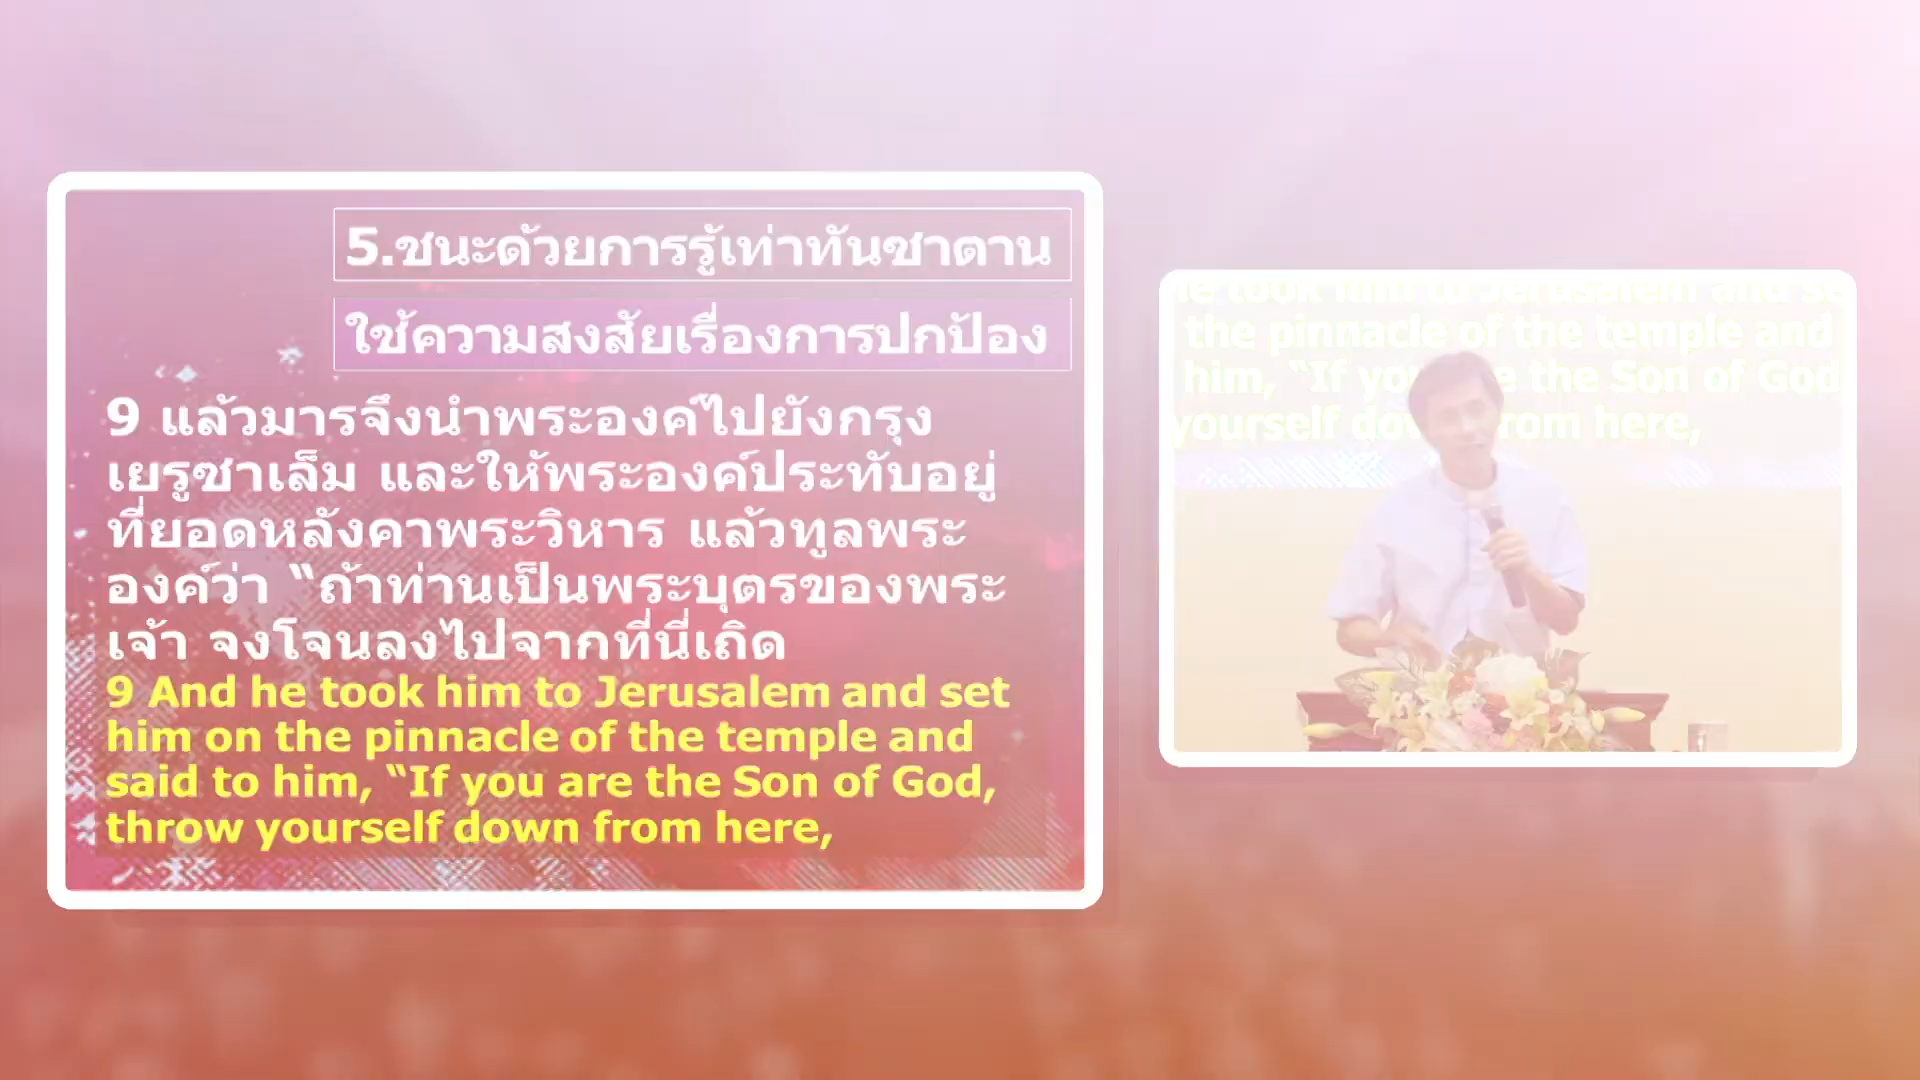 5.ชนะด้วยการรู้เท่าทันซาตาน
ใช้ความสงสัยเรื่องการปกป้อง
9 แล้วมารจึงนำพระองค์ไปยังกรุง
เยรูซาเล็ม และให้พระองค์ประทับอยู่
ที่ยอดหลังคาพระวิหาร แล้วทูลพระ
องค์ว่า “ถ้าท่านเป็นพระบุตรของพระ
เจ้า จงโจนลงไปจากที่นี่เถิด
9 And he took him to Jerusalem and set
him on the pinnacle of the temple and
said to him, “If you are the Son of God,
throw yourself down from here,
took him to Jerusalem and
the pinnacle of the temple and
him, “If the Son of God
yourself from here,